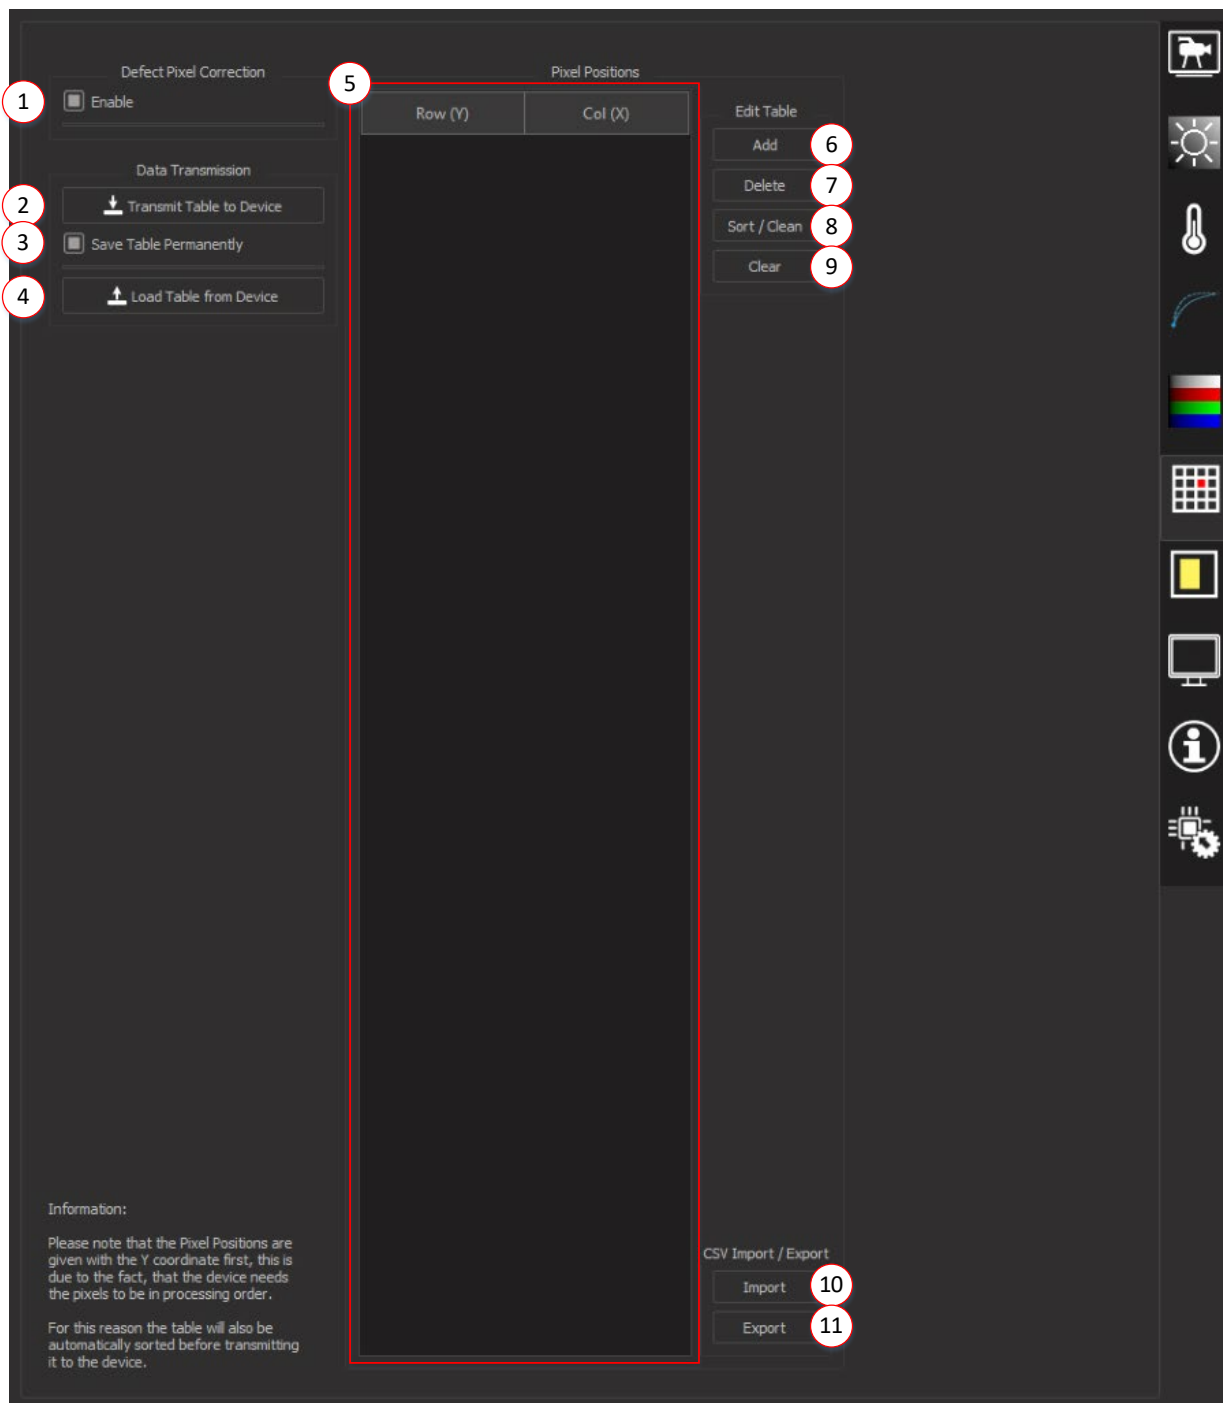 Defect Pixel Correction
1
Enable
Data Transmission
2
Transmit Table to Device
3
Save Table Permanently
4
Load Table from Device
5
Pixel Positions
Row (Y)
Col (X)
Edit Table
Add
6
Delete
7
Sort / Clean
8
Clear
9
Information:
Please note that the Pixel Positions are
given with the Y coordinate first, this is
due to the fact, that the device needs
the pixels to be in processing order.
For this reason the table will also be
automatically sorted before transmitting
it to the device.
CSV Import / Export
Import
10
Export
11